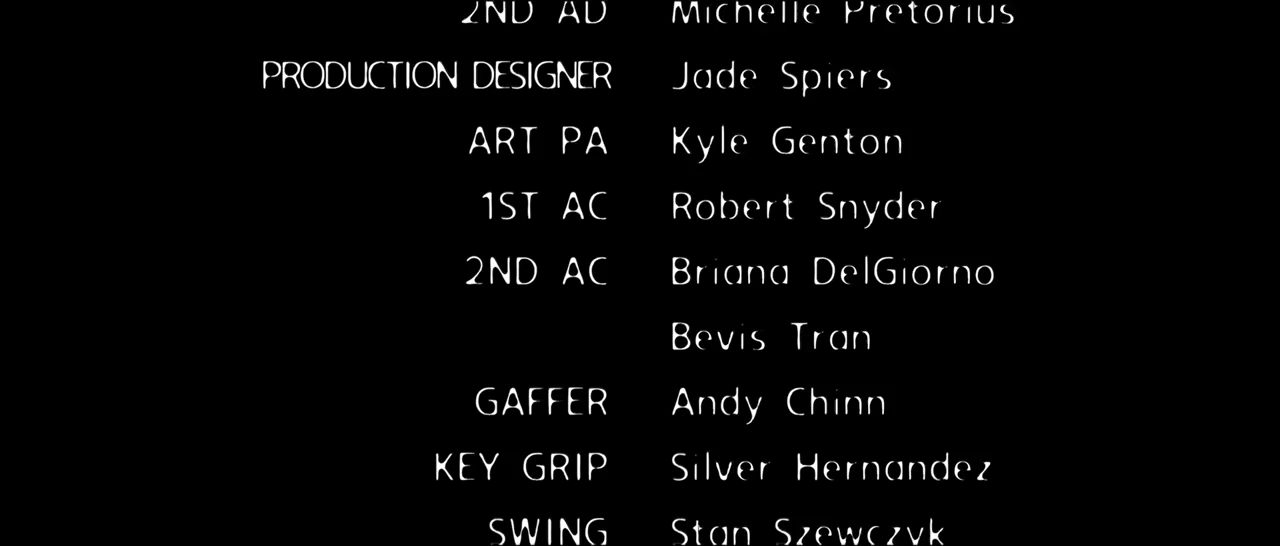 2ND AD Michelle Pretorius
PRODUCTION DESIGNER Jade Spiers
ART PA Kyle Genton
1ST AC Robert Snyder
2ND AC Briana DelGiorno
Bevis Tran
GAFFER Andy Chinn
KEY GRIP Silver Hernandez
SWING Stan Szewczyk